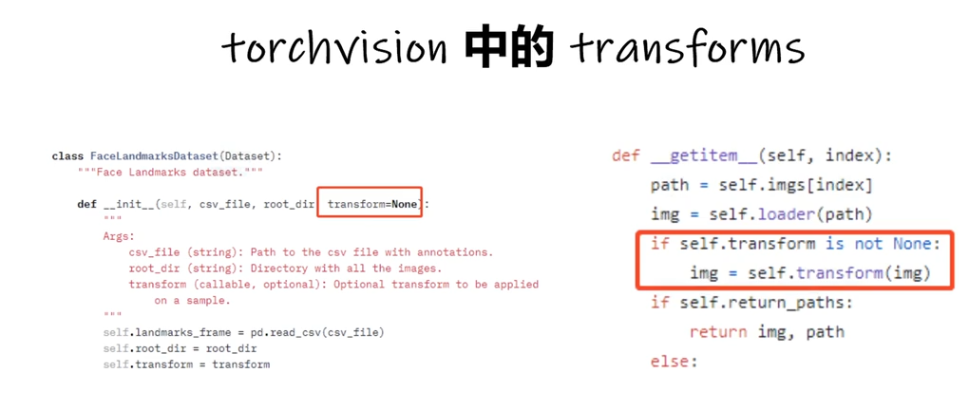 torchvision 中的 transforms
class FaceLandmarksDataset(Dataset):
"""Face Landmarks dataset."""
def __init__(self, csv_file, root_dir, transform=None):
"""
Args:
csv_file (string): Path to the csv file with annotations.
root_dir (string): Directory with all the images.
transform (callable, optional): Optional transform to be applied
on a sample.
"""
self.landmarks_frame = pd.read_csv(csv_file)
self.root_dir = root_dir
self.transform = transform
def __getitem__(self, index):
path = self.imgs[index]
img = self.loader(path)
if self.transform is not None:
img = self.transform(img)
if self.return_paths:
return img, path
else: